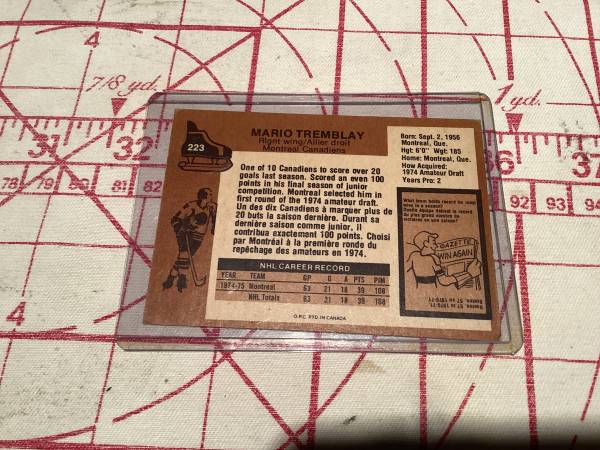 4
7/8 yd.
1 yd.
31
32
36
37
78
79
80
81
82
92
93
94
223
MARIO TREMBLAY
Right wing/Ailier droit
Montreal Canadiens
Born: Sept. 2, 1956
Montreal, Que.
Hgt: 6'0" Wgt: 185
Home: Montreal, Que.
How Acquired:
1974 Amateur Draft
Years Pro: 2
One of 10 Canadiens to score over 20
goals last season. Scored an even 100
points in his final season of junior
competition. Montreal selected him in
first round of the 1974 amateur draft.
Un des dix Canadiens à marquer plus de
20 buts la saison dernière. Durant sa
dernière saison comme junior, il
contribua exactement 100 points. Choisi
par Montréal à la première ronde du
repêchage des amateurs en 1974.
NHL CAREER RECORD
YEAR TEAM GP G A PTS PIM
1974-75 Montreal 63 21 18 39 108
NHL Totals 63 21 18 39 108
O.P.C. PTD. IN CANADA
GAZETTE
WIN AGAIN
4